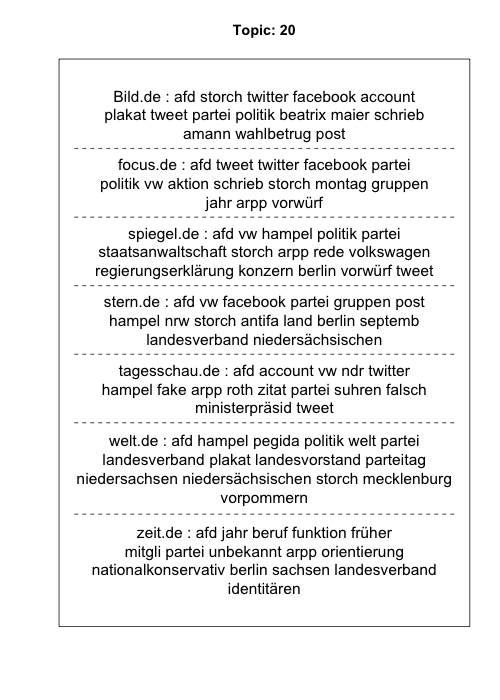 Topic: 20
Bild.de : afd storch twitter facebook account
plakat tweet partei politik beatrix maier schrieb
amann wahlbetrug post
focus.de : afd tweet twitter facebook partei
politik vw aktion schrieb storch montag gruppen
jahr arpp vorwürf
spiegel.de : afd vw hampel politik partei
staatsanwaltschaft storch arpp rede volkswagen
regierungserklärung konzern berlin vorwürf tweet
stern.de : afd vw facebook partei gruppen post
hampel nrw storch antifa land berlin septemb
landesverband niedersächsischen
tagesschau.de : afd account vw ndr twitter
hampel fake arpp roth zitat partei suhren falsch
ministerpräsid tweet
welt.de : afd hampel pegida politik welt partei
landesverband plakat landesvorstand parteitag
niedersachsen niedersächsischen storch mecklenburg
vorpommern
zeit.de : afd jahr beruf funktion früher
mitgli partei unbekannt arpp orientierung
nationalkonservativ berlin sachsen landesverband
identitären